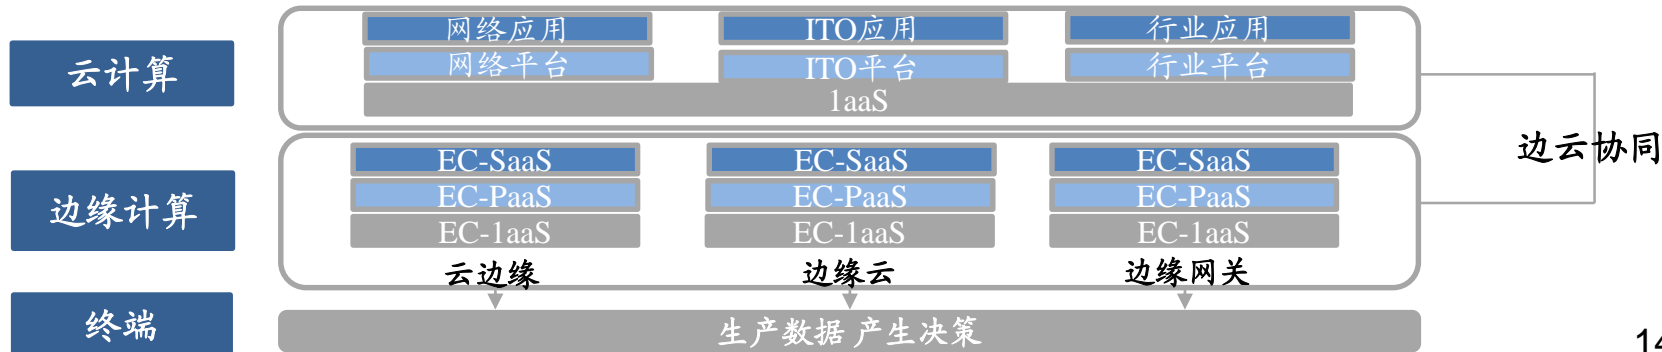 云计算
网络应用
ITO应用
行业应用
网络平台
ITO平台
行业平台
1aaS
边云协同
边缘计算
EC-SaaS
EC-SaaS
EC-SaaS
EC-PaaS
EC-PaaS
EC-PaaS
EC-1aaS
EC-1aaS
EC-1aaS
云边缘
边缘云
边缘网关
终端
生产数据 产生决策
14